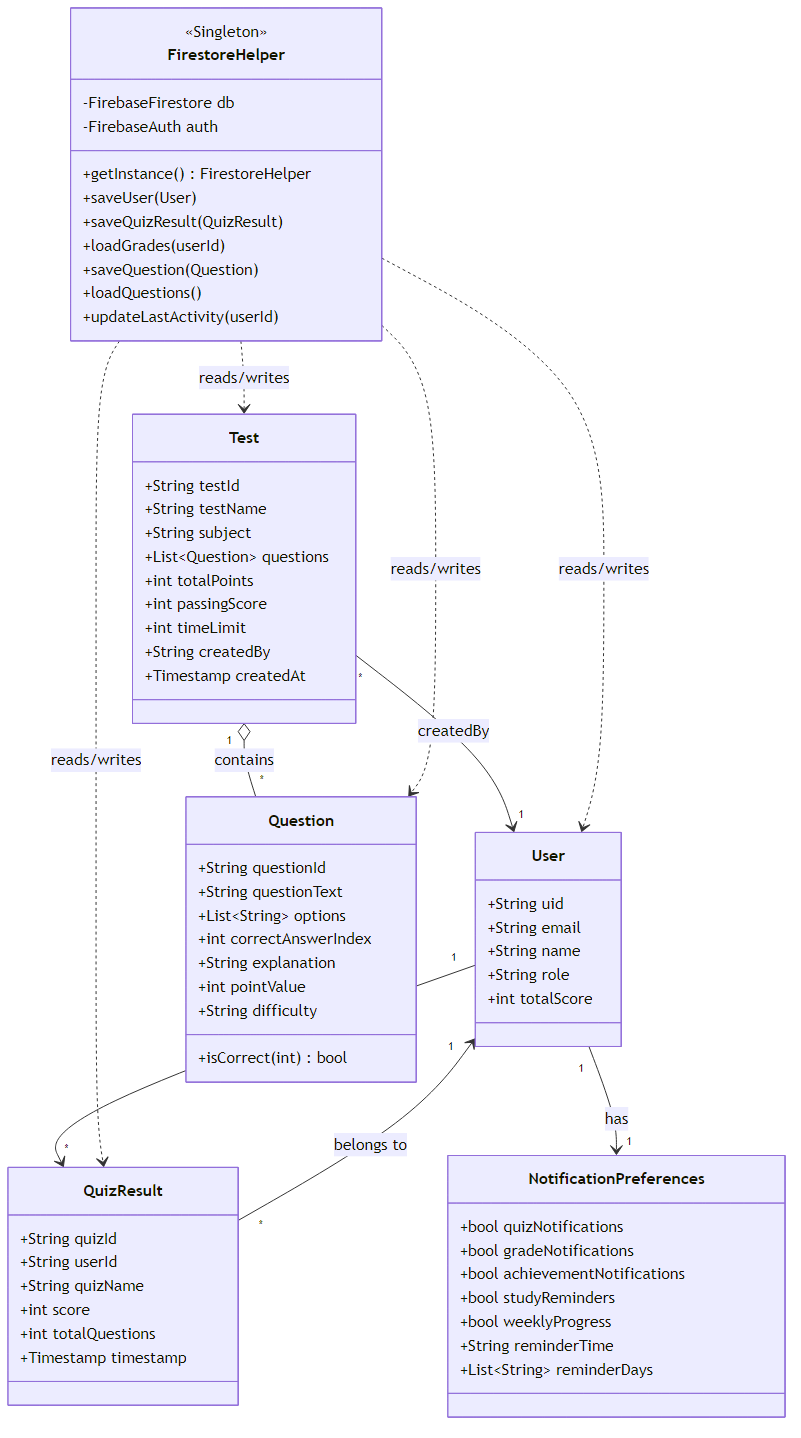 «Singleton»
FirestoreHelper
-FirebaseFirestore db
-FirebaseAuth auth
+getInstance() : FirestoreHelper
+saveUser(User)
+saveQuizResult(QuizResult)
+loadGrades(userId)
+saveQuestion(Question)
+loadQuestions()
+updateLastActivity(userId)
reads/writes
Test
+String testId
+String testName
+String subject
+List<Question> questions
+int totalPoints
+int passingScore
+int timeLimit
+String createdBy
+Timestamp createdAt
reads/writes
reads/writes
*
createdBy
1
contains
reads/writes
*
1
Question
+String questionId
+String questionText
+List<String> options
+int correctAnswerIndex
+String explanation
+int pointValue
+String difficulty
+isCorrect(int) : bool
User
+String uid
+String email
+String name
+String role
+int totalScore
1
1
1
has
1
*
belongs to
*
QuizResult
+String quizId
+String userId
+String quizName
+int score
+int totalQuestions
+Timestamp timestamp
NotificationPreferences
+bool quizNotifications
+bool gradeNotifications
+bool achievementNotifications
+bool studyReminders
+bool weeklyProgress
+String reminderTime
+List<String> reminderDays